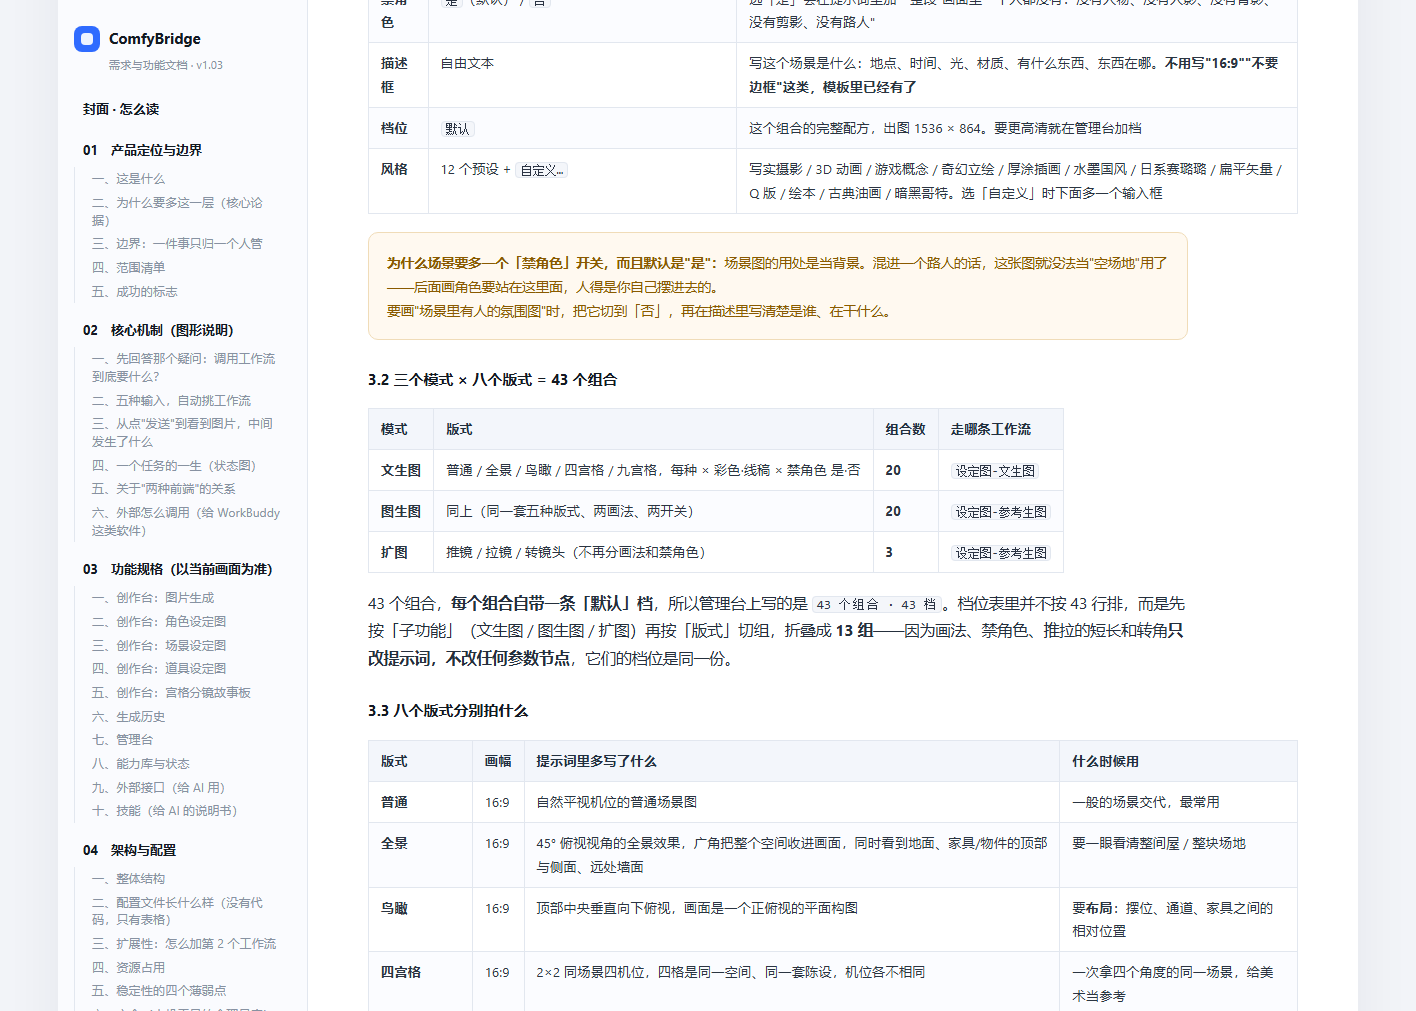 ComfyBridge
需求与功能文档 · v1.03
封面 · 怎么读
01 产品定位与边界
一、这是什么
二、为什么要多这一层（核心论
据）
三、边界：一件事只归一个人管
四、范围清单
五、成功的标志
02 核心机制（图形说明）
一、先回答那个疑问：调用工作流
到底要什么？
二、五种输入，自动挑工作流
三、从点"发送"到看到图片，中间
发生了什么
四、一个任务的一生（状态图）
五、关于"两种前端"的关系
六、外部怎么调用（给 WorkBuddy
这类软件）
03 功能规格（以当前画面为准）
一、创作台：图片生成
二、创作台：角色设定图
三、创作台：场景设定图
四、创作台：道具设定图
五、创作台：宫格分镜故事板
六、生成历史
七、管理台
八、能力库与状态
九、外部接口（给 AI 用）
十、技能（给 AI 的说明书）
04 架构与配置
一、整体结构
二、配置文件长什么样（没有代
码，只有表格）
三、扩展性：怎么加第 2 个工作流
四、资源占用
五、稳定性的四个薄弱点
色
没有剪影、没有路人"
描述
框
自由文本
写这个场景是什么：地点、时间、光、材质、有什么东西、东西在哪。不用写"16:9""不要
边框"这类，模板里已经有了
档位 默认 这个组合的完整配方，出图 1536 × 864。要更高清就在管理台加档
风格 12 个预设 + 自定义… 写实摄影 / 3D 动画 / 游戏概念 / 奇幻立绘 / 厚涂插画 / 水墨国风 / 日系赛璐璐 / 扁平矢量 /
Q 版 / 绘本 / 古典油画 / 暗黑哥特。选「自定义」时下面多一个输入框
为什么场景要多一个「禁角色」开关，而且默认是"是"：场景图的用处是当背景。混进一个路人的话，这张图就没法当"空场地"用了
——后面画角色要站在这里面，人得是你自己摆进去的。
要画"场景里有人的氛围图"时，把它切到「否」，再在描述里写清楚是谁、在干什么。
3.2 三个模式 × 八个版式 = 43 个组合
模式 版式 组合数 走哪条工作流
文生图 普通 / 全景 / 鸟瞰 / 四宫格 / 九宫格，每种 × 彩色·线稿 × 禁角色 是·否 20 设定图-文生图
图生图 同上（同一套五种版式、两画法、两开关） 20 设定图-参考生图
扩图 推镜 / 拉镜 / 转镜头（不再分画法和禁角色） 3 设定图-参考生图
43 个组合，每个组合自带一条「默认」档，所以管理台上写的是 43 个组合 · 43 档 。档位表里并不按 43 行排，而是先
按「子功能」（文生图 / 图生图 / 扩图）再按「版式」切组，折叠成 13 组——因为画法、禁角色、推拉的短长和转角只
改提示词，不改任何参数节点，它们的档位是同一份。
3.3 八个版式分别拍什么
版式 画幅 提示词里多写了什么 什么时候用
普通 16:9 自然平视机位的普通场景图 一般的场景交代，最常用
全景 16:9 45° 俯视视角的全景效果，广角把整个空间收进画面，同时看到地面、家具/物件的顶部
与侧面、远处墙面
要一眼看清整间屋 / 整块场地
鸟瞰 16:9 顶部中央垂直向下俯视，画面是一个正俯视的平面构图 要布局：摆位、通道、家具之间的
相对位置
四宫格 16:9 2×2 同场景四机位，四格是同一空间、同一套陈设，机位各不相同 一次拿四个角度的同一场景，给美
术当参考